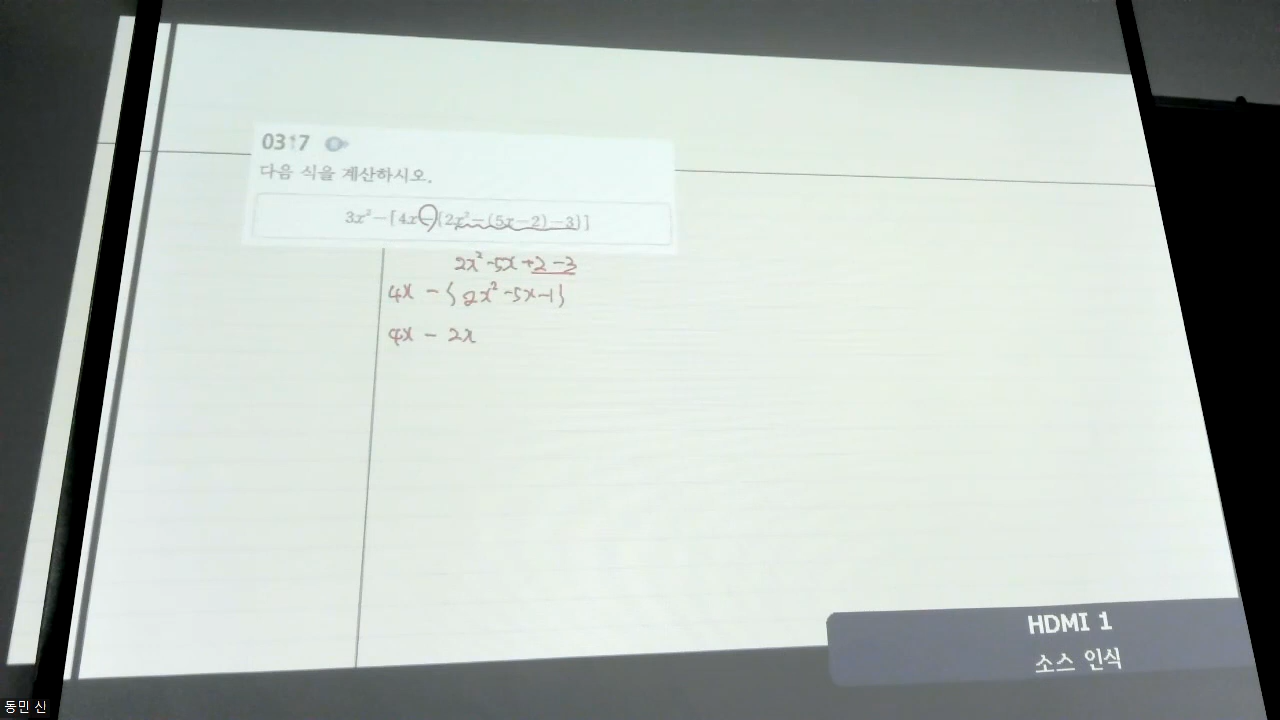 0317
다음 식을 계산하시오.
3x²-[4x-{2x²-(5x-2)-3}]
2x²-5x+2-3
4x-{2x²-5x-1}
4x-2x
HDMI 1
소스 인식
동민 신